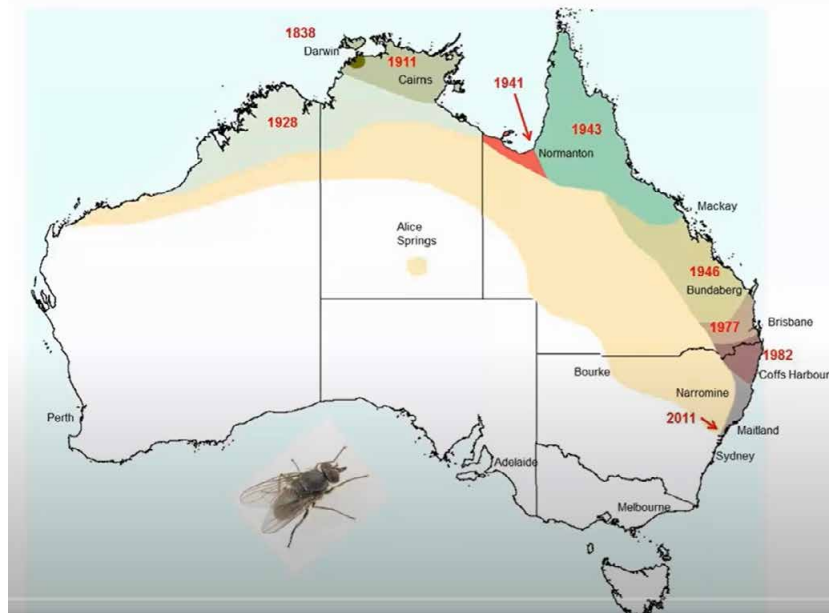 1838
Darwin
1911
Cairns
1941
1928
1943
Normanton
Mackay
Alice
Springs
1946
Bundaberg
1977
Brisbane
1982
Bourke
Coffs Harbour
Narromine
2011
Maitland
Perth
Sydney
Adelaide
Melbourne